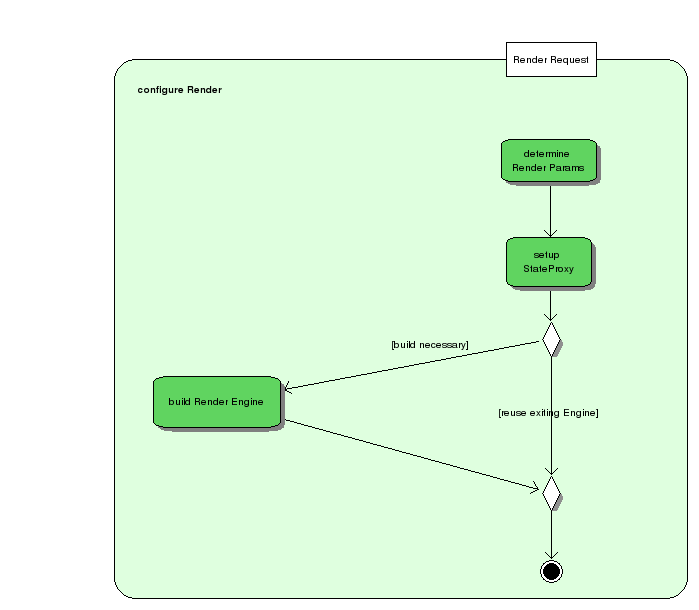 Render Request
configure Render
determine
Render Params
setup
StateProxy
[build necessary]
build Render Engine
[reuse exiting Engine]